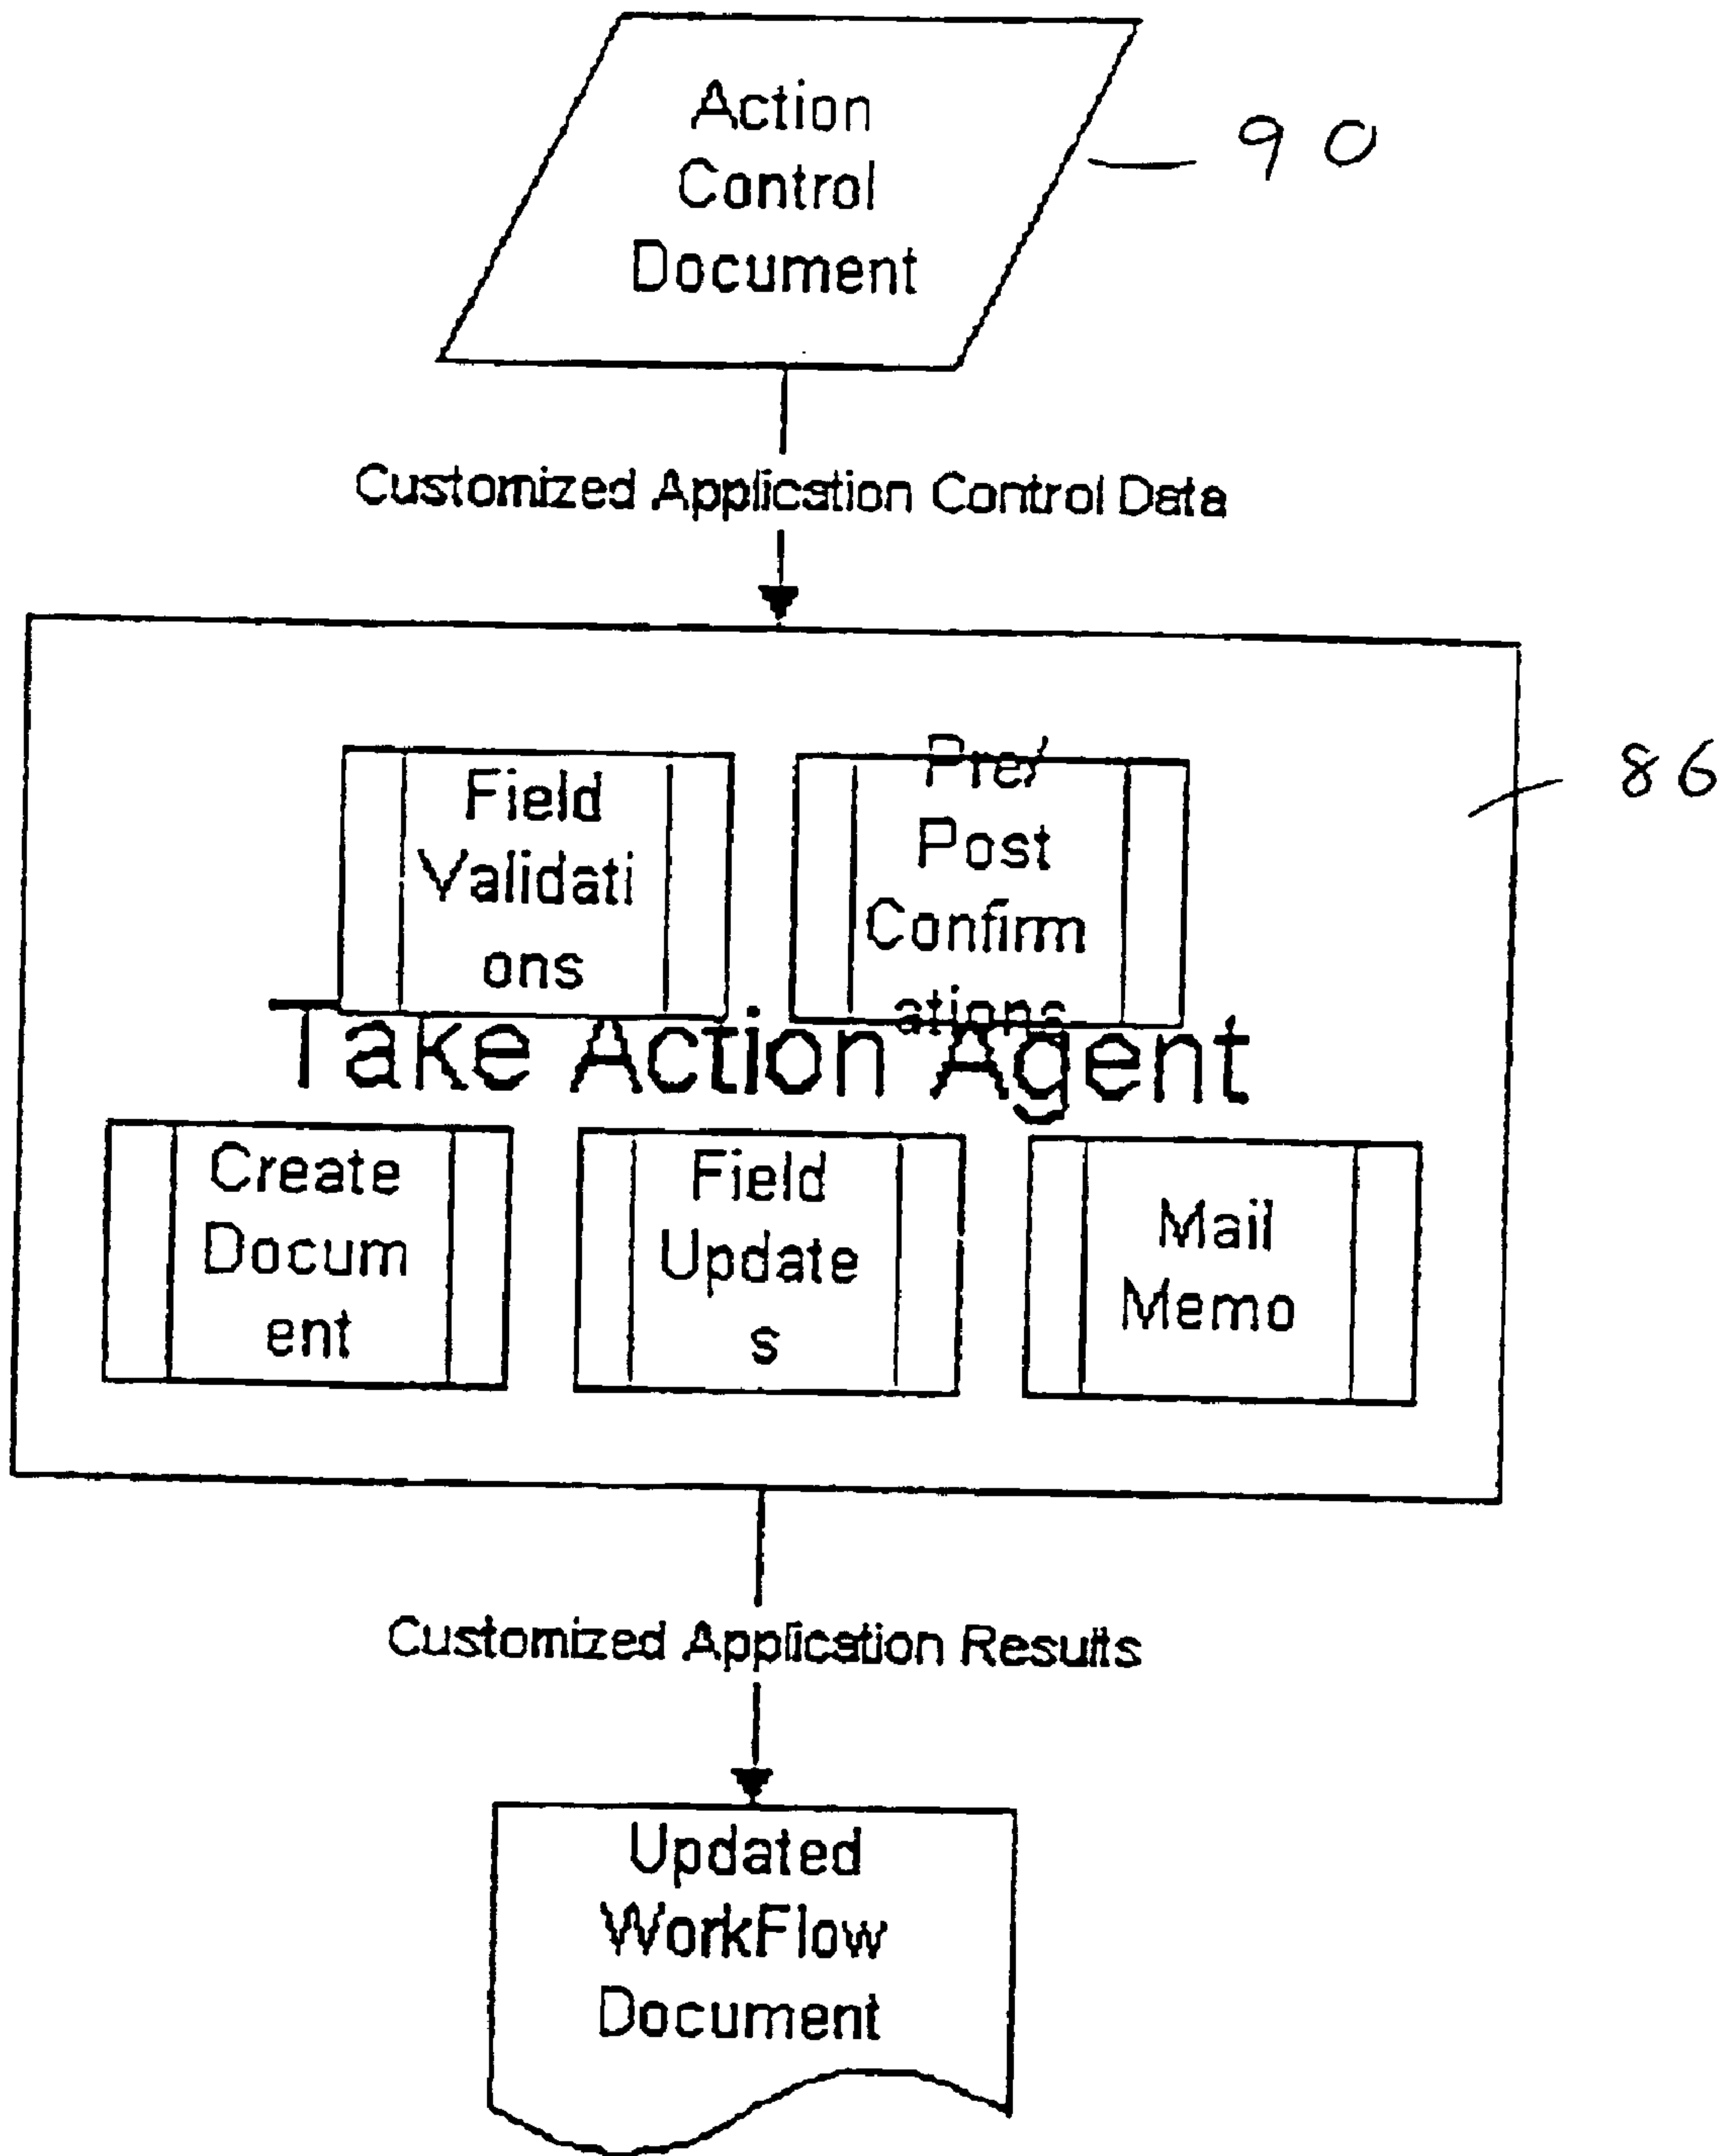 Action
Control
Document
90
Customized Application Control Data
86
Field
Validati
ons
Pre/
Post
Confirm
ations
Take Action Agent
Create
Docum
ent
Field
Update
s
Mail
Memo
Customized Application Results
Updated
WorkFlow
Document